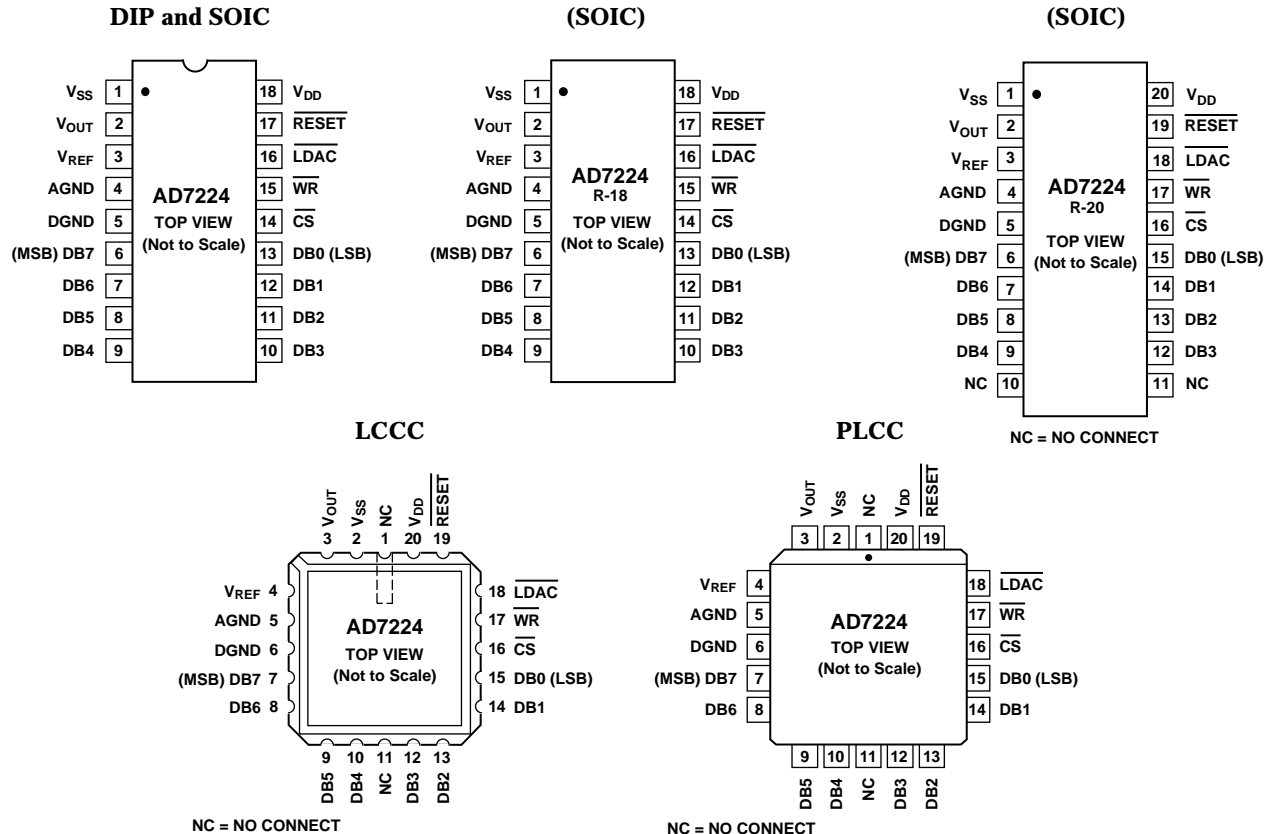 DIP and SOIC
VSS 1 18 VDD
VOUT 2 17 RESET
VREF 3 16 LDAC
AGND 4 15 WR
DGND 5 14 CS
(MSB) DB7 6 13 DB0 (LSB)
DB6 7 12 DB1
DB5 8 11 DB2
DB4 9 10 DB3
AD7224
TOP VIEW
(Not to Scale)
(SOIC)
VSS 1 18 VDD
VOUT 2 17 RESET
VREF 3 16 LDAC
AGND 4 15 WR
DGND 5 14 CS
(MSB) DB7 6 13 DB0 (LSB)
DB6 7 12 DB1
DB5 8 11 DB2
DB4 9 10 DB3
AD7224
R-18
TOP VIEW
(Not to Scale)
(SOIC)
VSS 1 20 VDD
VOUT 2 19 RESET
VREF 3 18 LDAC
AGND 4 17 WR
DGND 5 16 CS
(MSB) DB7 6 15 DB0 (LSB)
DB6 7 14 DB1
DB5 8 13 DB2
DB4 9 12 DB3
NC 10 11 NC
AD7224
R-20
TOP VIEW
(Not to Scale)
NC = NO CONNECT
LCCC
VOUT VSS NC VDD RESET
3 2 1 20 19
VREF 4 18 LDAC
AGND 5 17 WR
DGND 6 16 CS
(MSB) DB7 7 15 DB0 (LSB)
DB6 8 14 DB1
AD7224
TOP VIEW
(Not to Scale)
9 10 11 12 13
DB5 DB4 NC DB3 DB2
NC = NO CONNECT
PLCC
VOUT VSS NC VDD RESET
3 2 1 20 19
VREF 4 18 LDAC
AGND 5 17 WR
DGND 6 16 CS
(MSB) DB7 7 15 DB0 (LSB)
DB6 8 14 DB1
AD7224
TOP VIEW
(Not to Scale)
9 10 11 12 13
DB5 DB4 NC DB3 DB2
NC = NO CONNECT